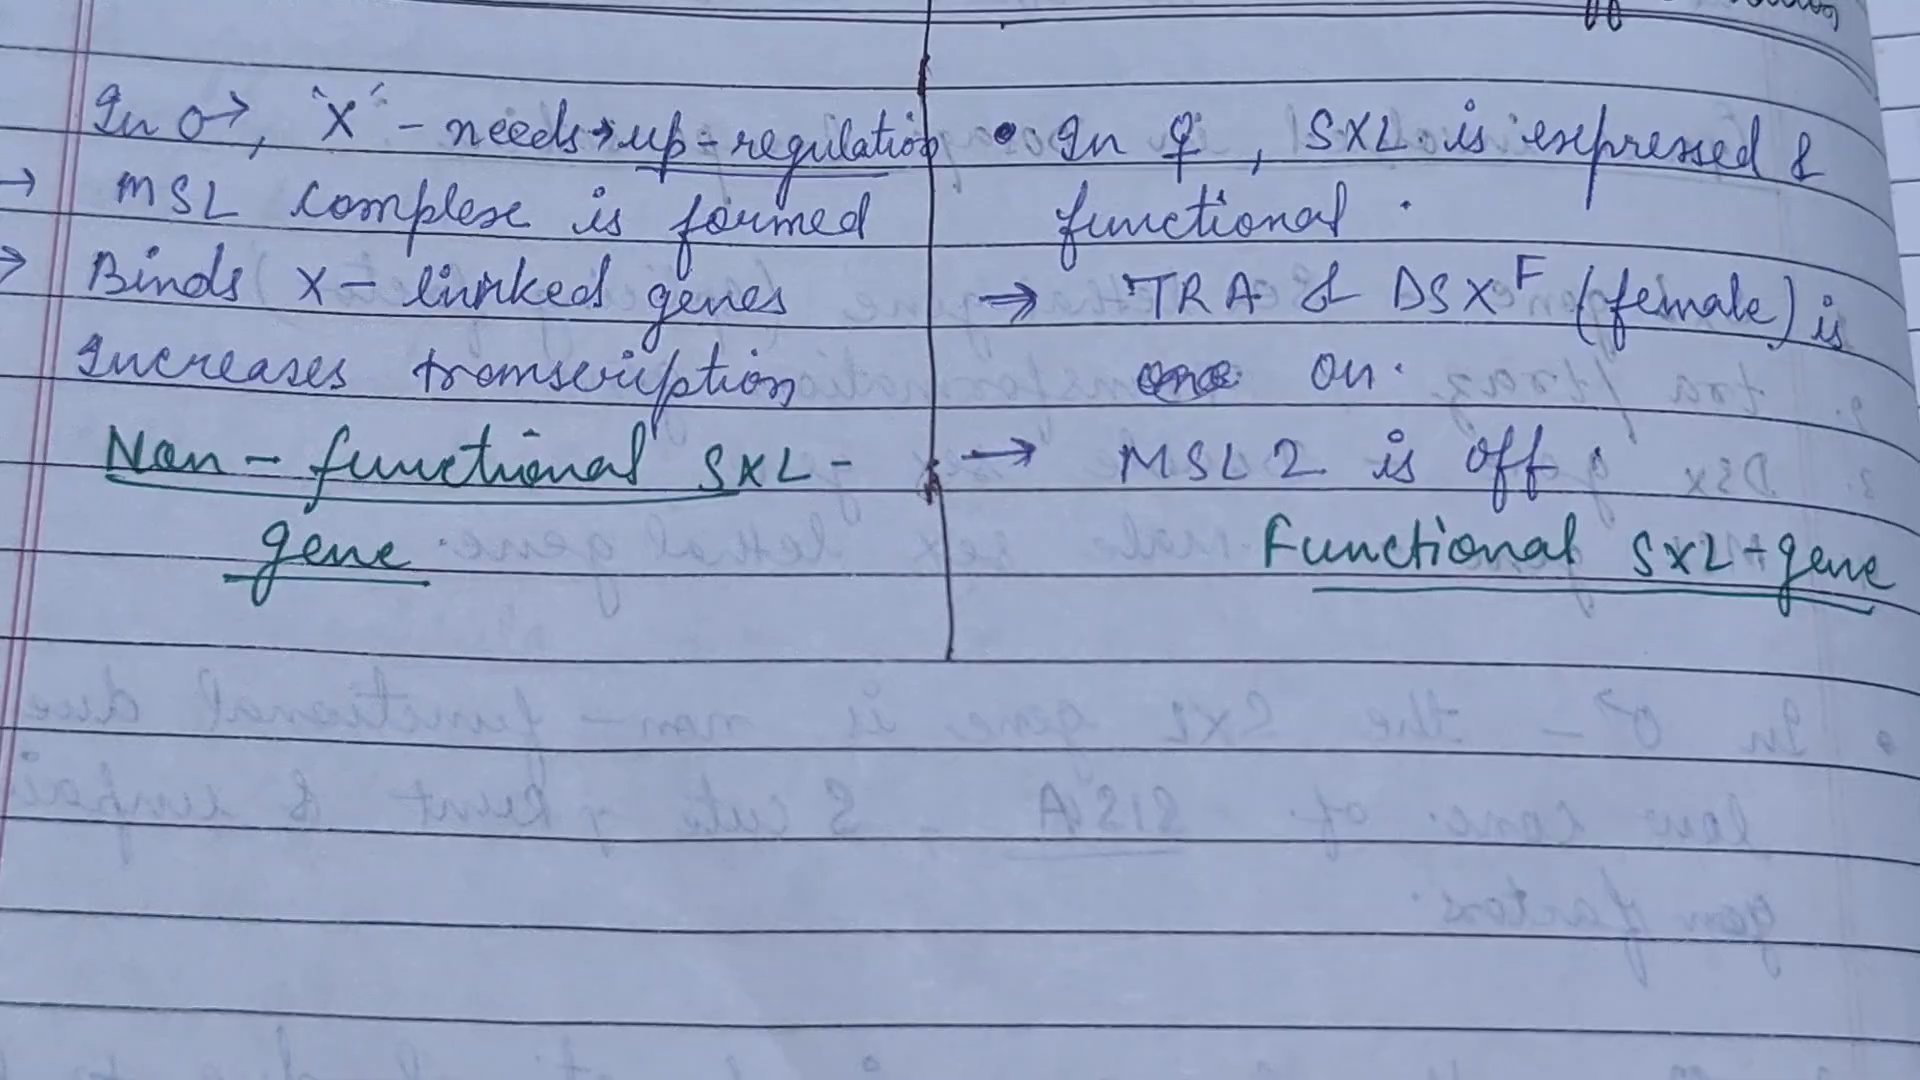 In ♂, "X" - needs up-regulation
→ MSL complex is formed
→ Binds X-linked genes
Increases transcription
Non-functional SXL-
gene
• In ♀, SXL is expressed &
functional.
→ TRA & DSX^F (female) is
on.
→ MSL2 is off
Functional SXL+gene